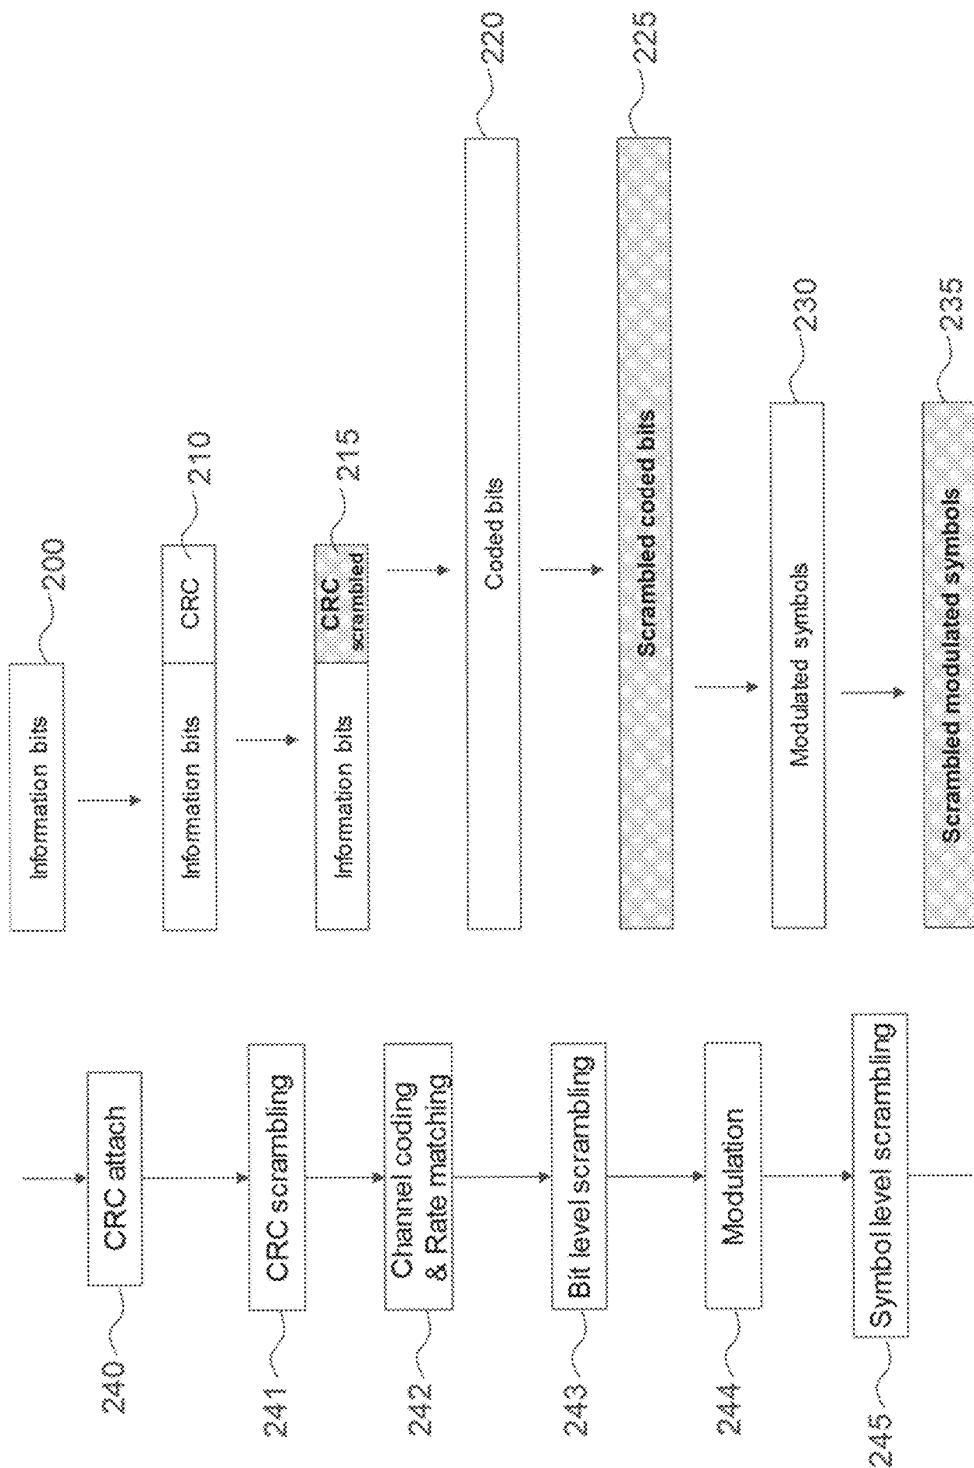 240
CRC attach
241
CRC scrambling
242
Channel coding
& Rate matching
243
Bit level scrambling
244
Modulation
245
Symbol level scrambling
Information bits
200
Information bits
CRC
210
Information bits
CRC
scrambled
215
Coded bits
220
Scrambled coded bits
225
Modulated symbols
230
Scrambled modulated symbols
235